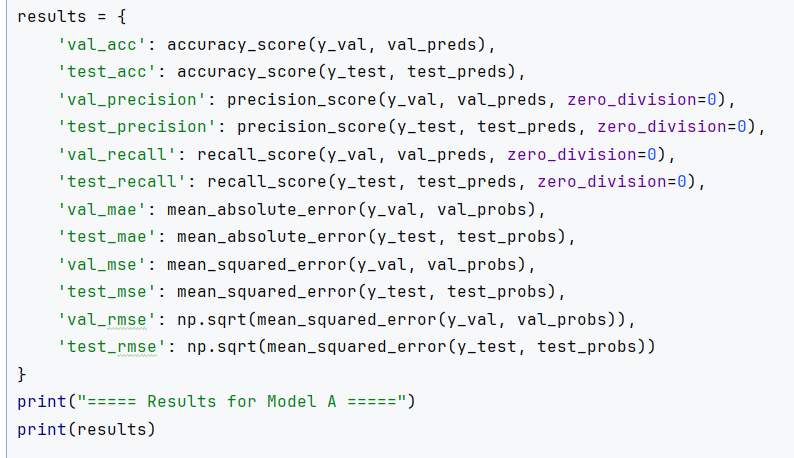 results = {
    'val_acc': accuracy_score(y_val, val_preds),
    'test_acc': accuracy_score(y_test, test_preds),
    'val_precision': precision_score(y_val, val_preds, zero_division=0),
    'test_precision': precision_score(y_test, test_preds, zero_division=0),
    'val_recall': recall_score(y_val, val_preds, zero_division=0),
    'test_recall': recall_score(y_test, test_preds, zero_division=0),
    'val_mae': mean_absolute_error(y_val, val_probs),
    'test_mae': mean_absolute_error(y_test, test_probs),
    'val_mse': mean_squared_error(y_val, val_probs),
    'test_mse': mean_squared_error(y_test, test_probs),
    'val_rmse': np.sqrt(mean_squared_error(y_val, val_probs)),
    'test_rmse': np.sqrt(mean_squared_error(y_test, test_probs))
}
print("===== Results for Model A =====")
print(results)